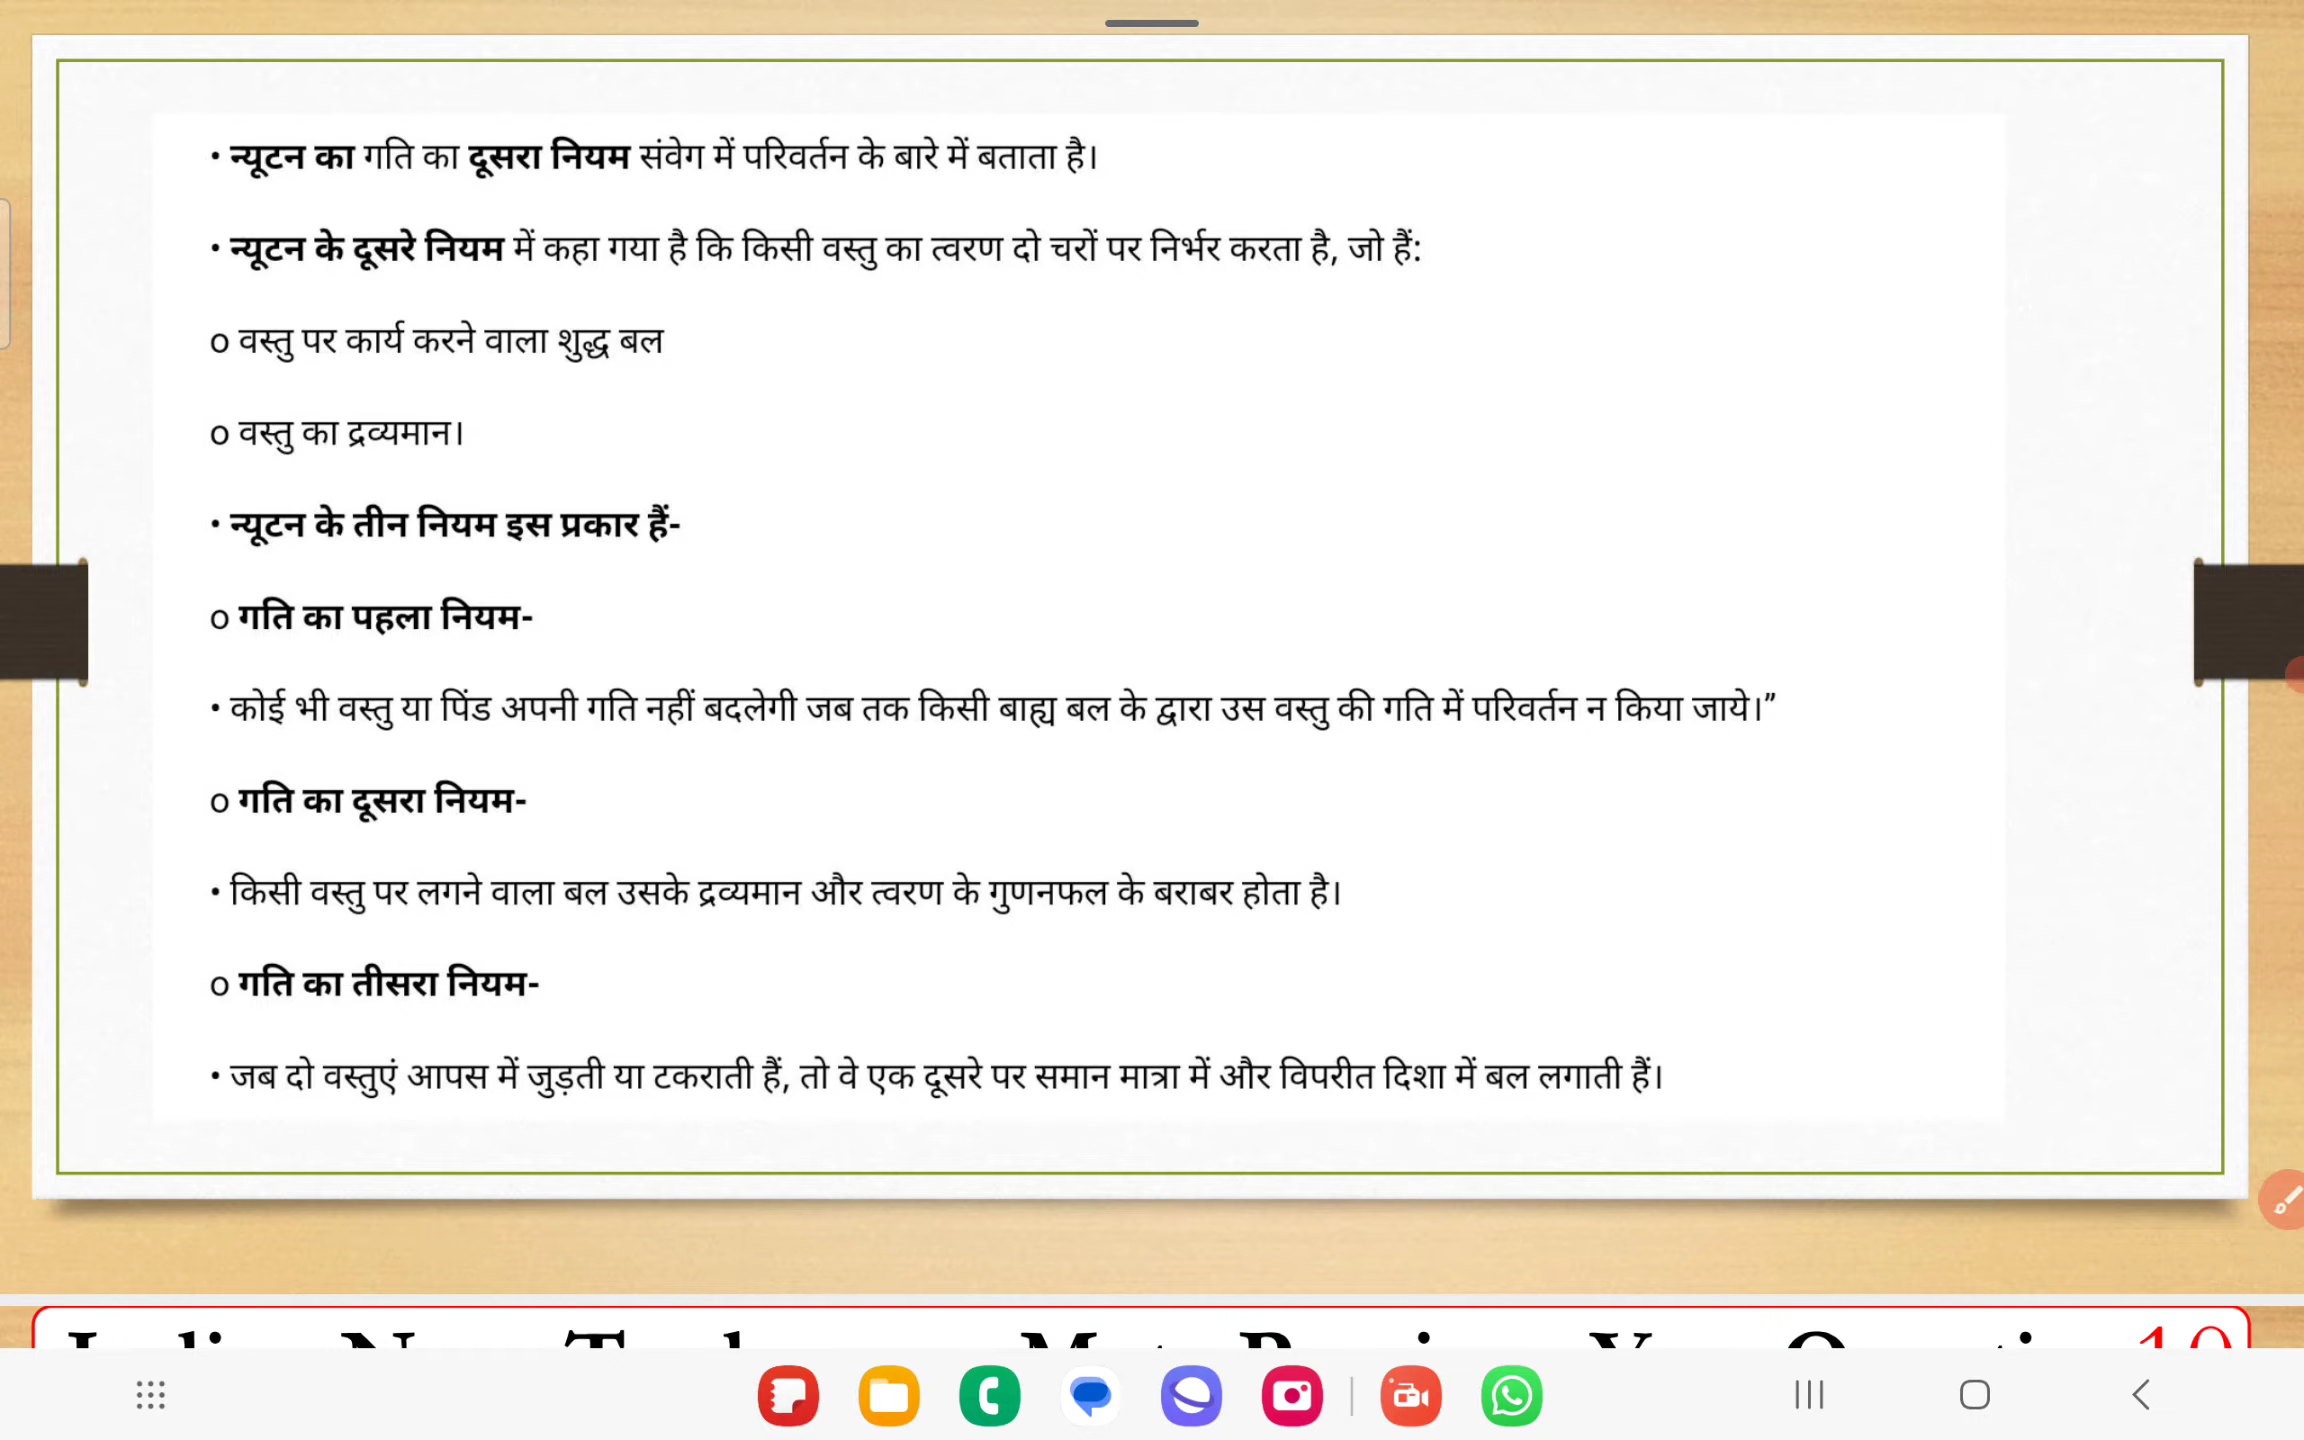 • न्यूटन का गति का दूसरा नियम संवेग में परिवर्तन के बारे में बताता है।
• न्यूटन के दूसरे नियम में कहा गया है कि किसी वस्तु का त्वरण दो चरों पर निर्भर करता है, जो हैं:
o वस्तु पर कार्य करने वाला शुद्ध बल
o वस्तु का द्रव्यमान।
• न्यूटन के तीन नियम इस प्रकार हैं-
o गति का पहला नियम-
• कोई भी वस्तु या पिंड अपनी गति नहीं बदलेगी जब तक किसी बाह्य बल के द्वारा उस वस्तु की गति में परिवर्तन न किया जाये।”
o गति का दूसरा नियम-
• किसी वस्तु पर लगने वाला बल उसके द्रव्यमान और त्वरण के गुणनफल के बराबर होता है।
o गति का तीसरा नियम-
• जब दो वस्तुएं आपस में जुड़ती या टकराती हैं, तो वे एक दूसरे पर समान मात्रा में और विपरीत दिशा में बल लगाती हैं।